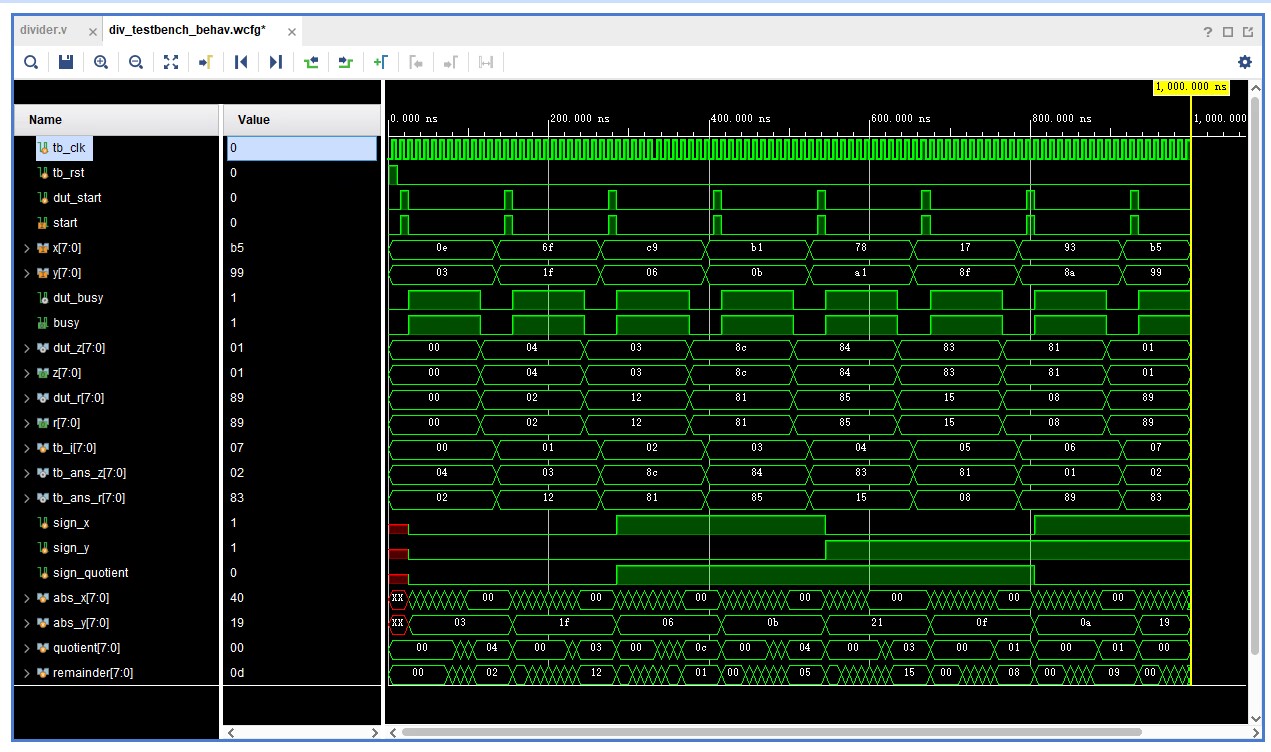 divider.v × div_testbench_behav.wcfg* ×
?
1,000.000 ns
Name Value
0.000 ns 200.000 ns 400.000 ns 600.000 ns 800.000 ns 1,000.000
tb_clk 0
tb_rst 0
dut_start 0
start 0
x[7:0] b5 0e 6f c9 b1 78 17 93 b5
y[7:0] 99 03 1f 06 0b a1 8f 8a 99
dut_busy 1
busy 1
dut_z[7:0] 01 00 04 03 8c 84 83 81 01
z[7:0] 01 00 04 03 8c 84 83 81 01
dut_r[7:0] 89 00 02 12 81 85 15 08 89
r[7:0] 89 00 02 12 81 85 15 08 89
tb_i[7:0] 07 00 01 02 03 04 05 06 07
tb_ans_z[7:0] 02 04 03 8c 84 83 81 01 02
tb_ans_r[7:0] 83 02 12 81 85 15 08 89 83
sign_x 1
sign_y 1
sign_quotient 0
abs_x[7:0] 40 XX 00 00 00 00 00 00 00
abs_y[7:0] 19 XX 03 1f 06 0b 21 0f 0a 19
quotient[7:0] 00 00 04 00 03 00 0c 00 04 00 03 00 01 00 01 00
remainder[7:0] 0d 00 02 12 01 00 05 15 00 08 00 09 00